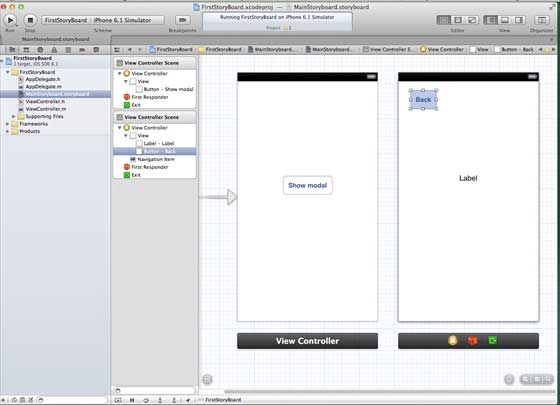 FirstStoryBoard.xcodeproj — MainStoryboard.storyboard
FirstStoryBoard
iPhone 6.1 Simulator
Running FirstStoryBoard on iPhone 6.1 Simulator
Project
Run
Stop
Scheme
Breakpoints
Editor
View
Organizer
MainStoryboard.storyboard
FirstStoryBoard
FirstStoryBoard
MainStoryboard....
MainStoryboard....
View Controller S...
View Controller
View
Button - Back
FirstStoryBoard
1 target, iOS SDK 6.1
FirstStoryBoard
AppDelegate.h
AppDelegate.m
MainStoryboard.storyboard
ViewController.h
ViewController.m
Supporting Files
Frameworks
Products
View Controller Scene
View Controller
View
Button - Show modal
First Responder
Exit
View Controller Scene
View Controller
View
Label - Label
Button - Back
Navigation Item
First Responder
Exit
Show modal
View Controller
Back
Label
FirstStoryBoard